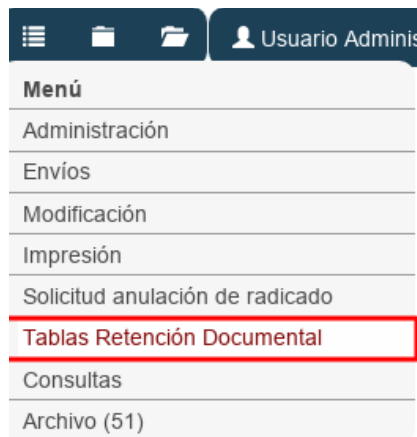 Usuario Adminis
Menú
Administración
Envíos
Modificación
Impresión
Solicitud anulación de radicado
Tablas Retención Documental
Consultas
Archivo (51)